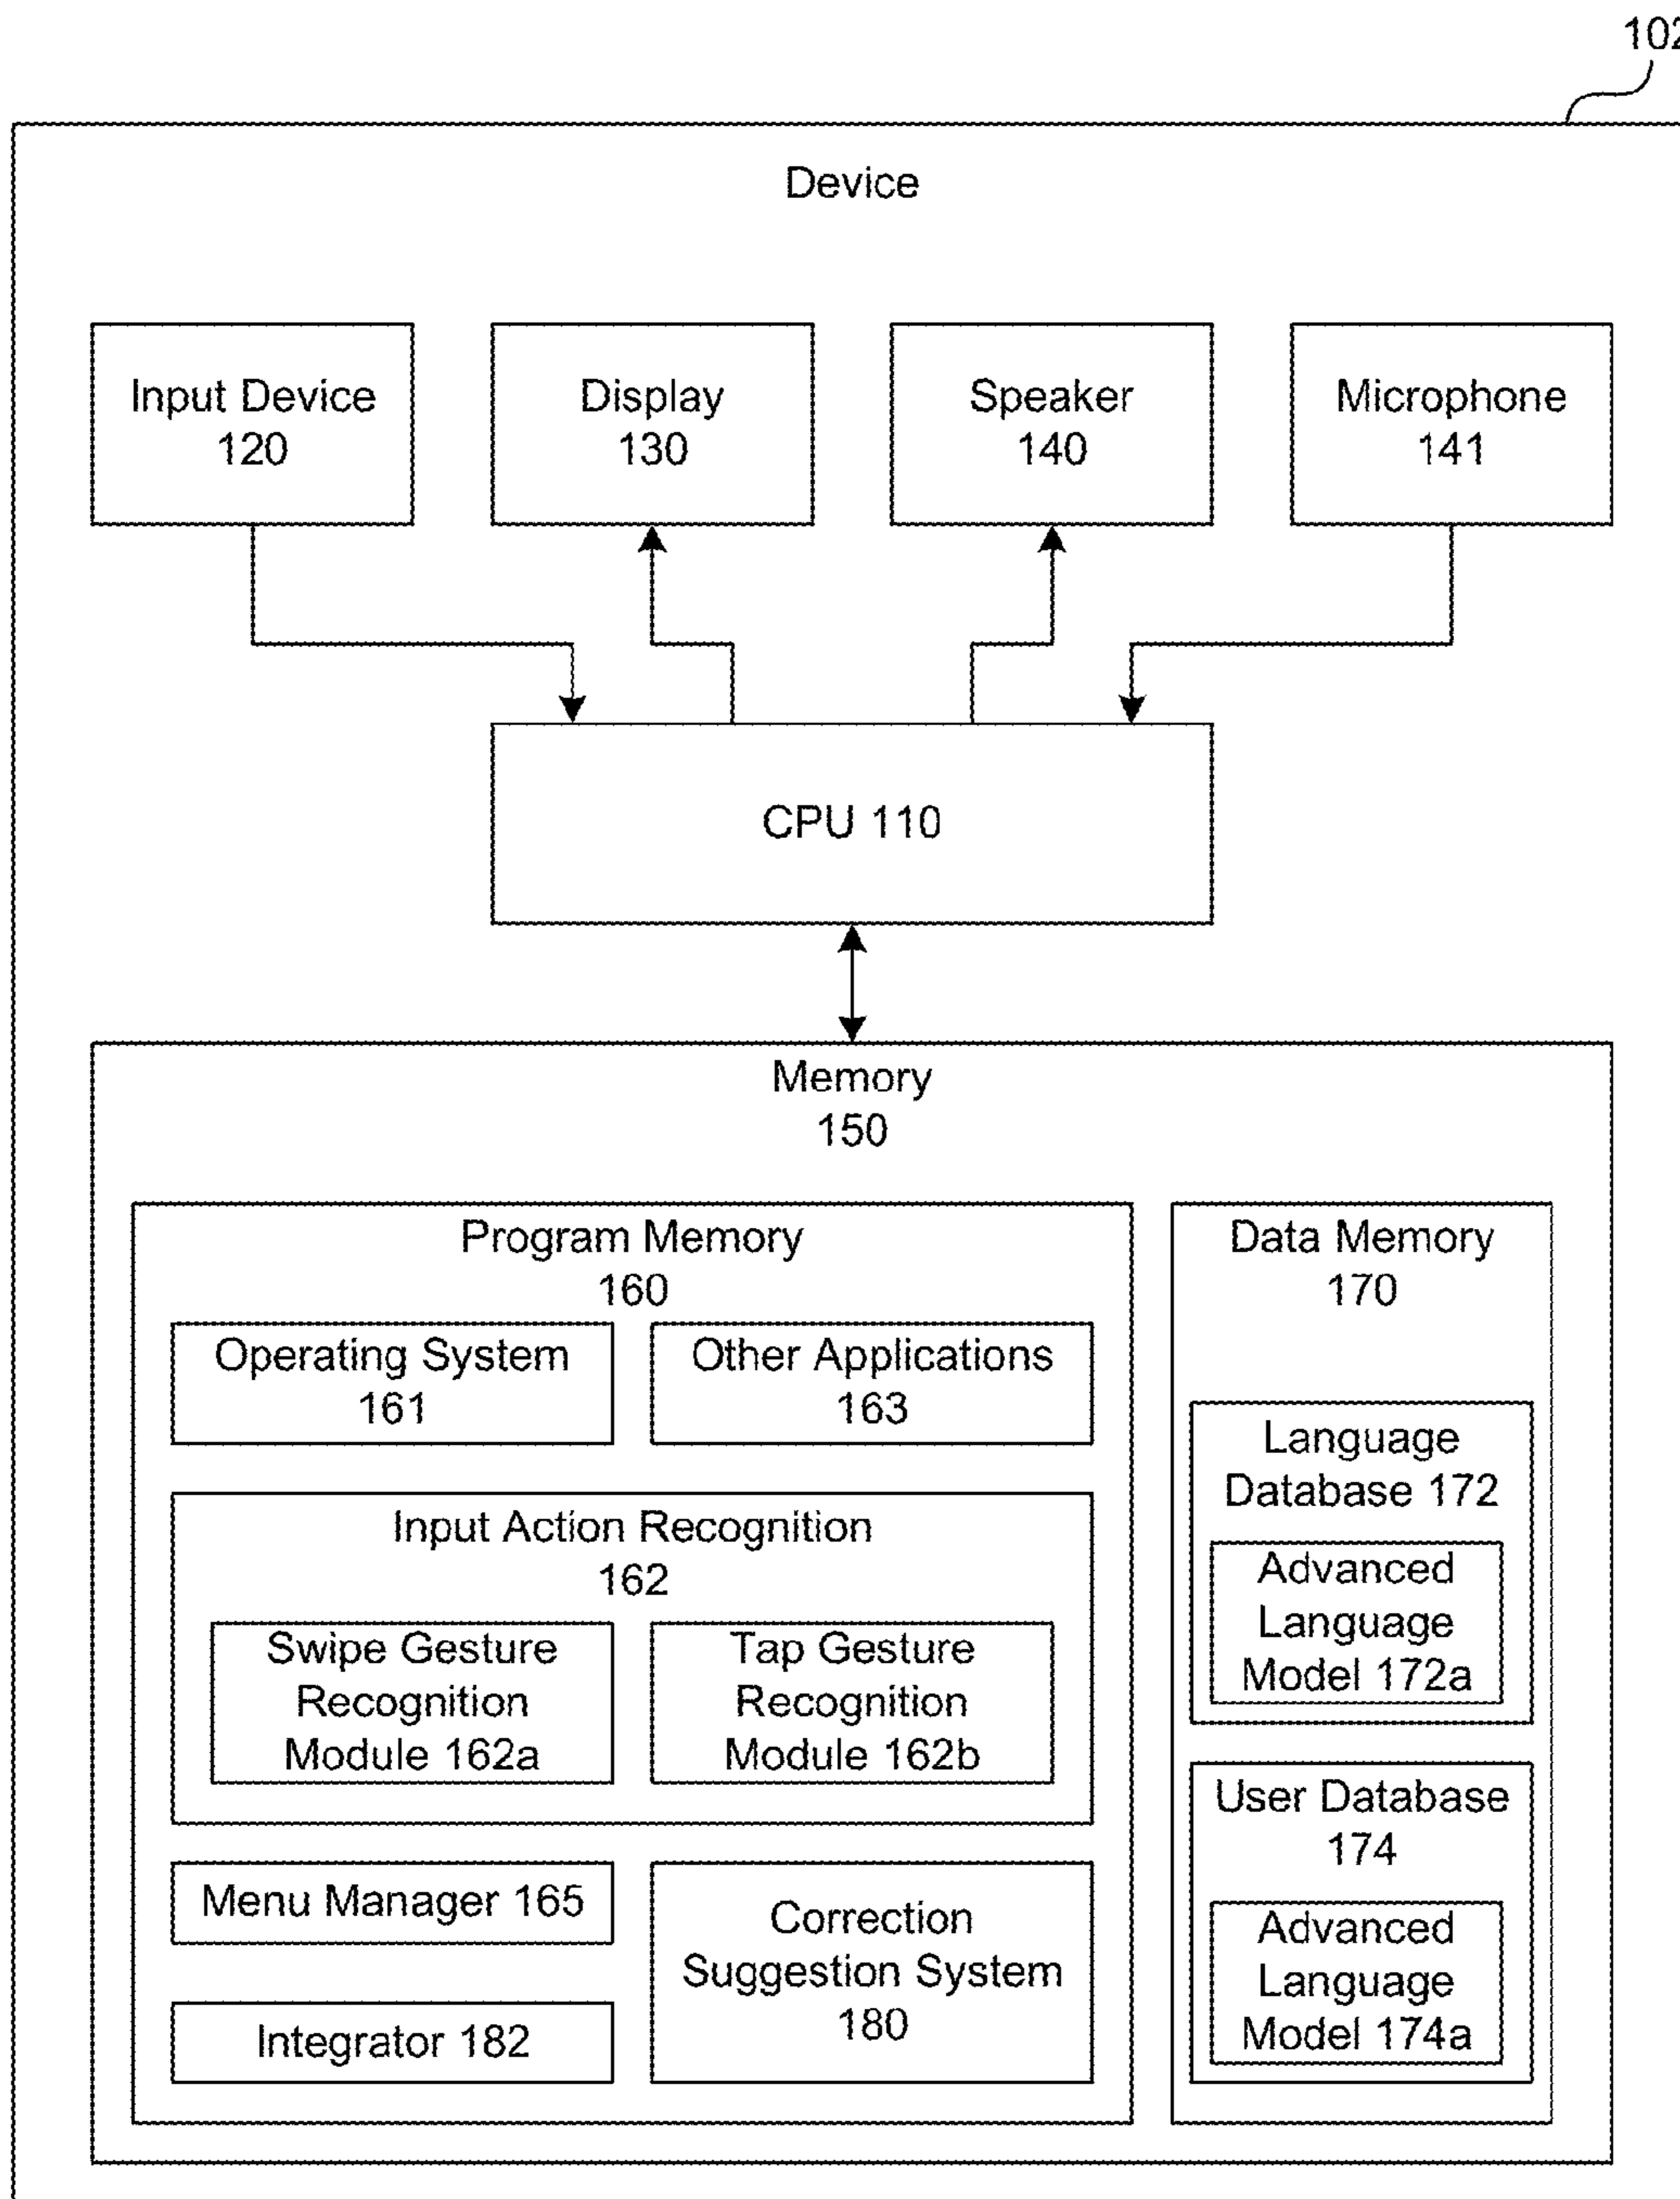 102
Device
Input Device
120
Display
130
Speaker
140
Microphone
141
CPU 110
Memory
150
Program Memory
160
Operating System
161
Other Applications
163
Input Action Recognition
162
Swipe Gesture
Recognition
Module 162a
Tap Gesture
Recognition
Module 162b
Menu Manager 165
Integrator 182
Correction
Suggestion System
180
Data Memory
170
Language
Database 172
Advanced
Language
Model 172a
User Database
174
Advanced
Language
Model 174a